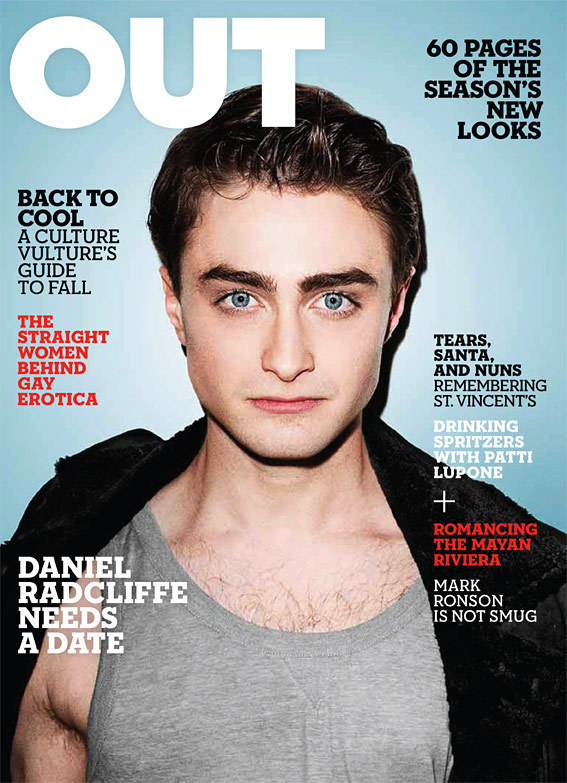 OUT
60 PAGES
OF THE
SEASON'S
NEW
LOOKS
BACK TO
COOL
A CULTURE
VULTURE'S
GUIDE
TO FALL
THE
STRAIGHT
WOMEN
BEHIND
GAY
EROTICA
TEARS,
SANTA,
AND NUNS
REMEMBERING
ST. VINCENT'S
DRINKING
SPRITZERS
WITH PATTI
LUPONE
+
ROMANCING
THE MAYAN
RIVIERA
MARK
RONSON
IS NOT SMUG
DANIEL
RADCLIFFE
NEEDS
A DATE